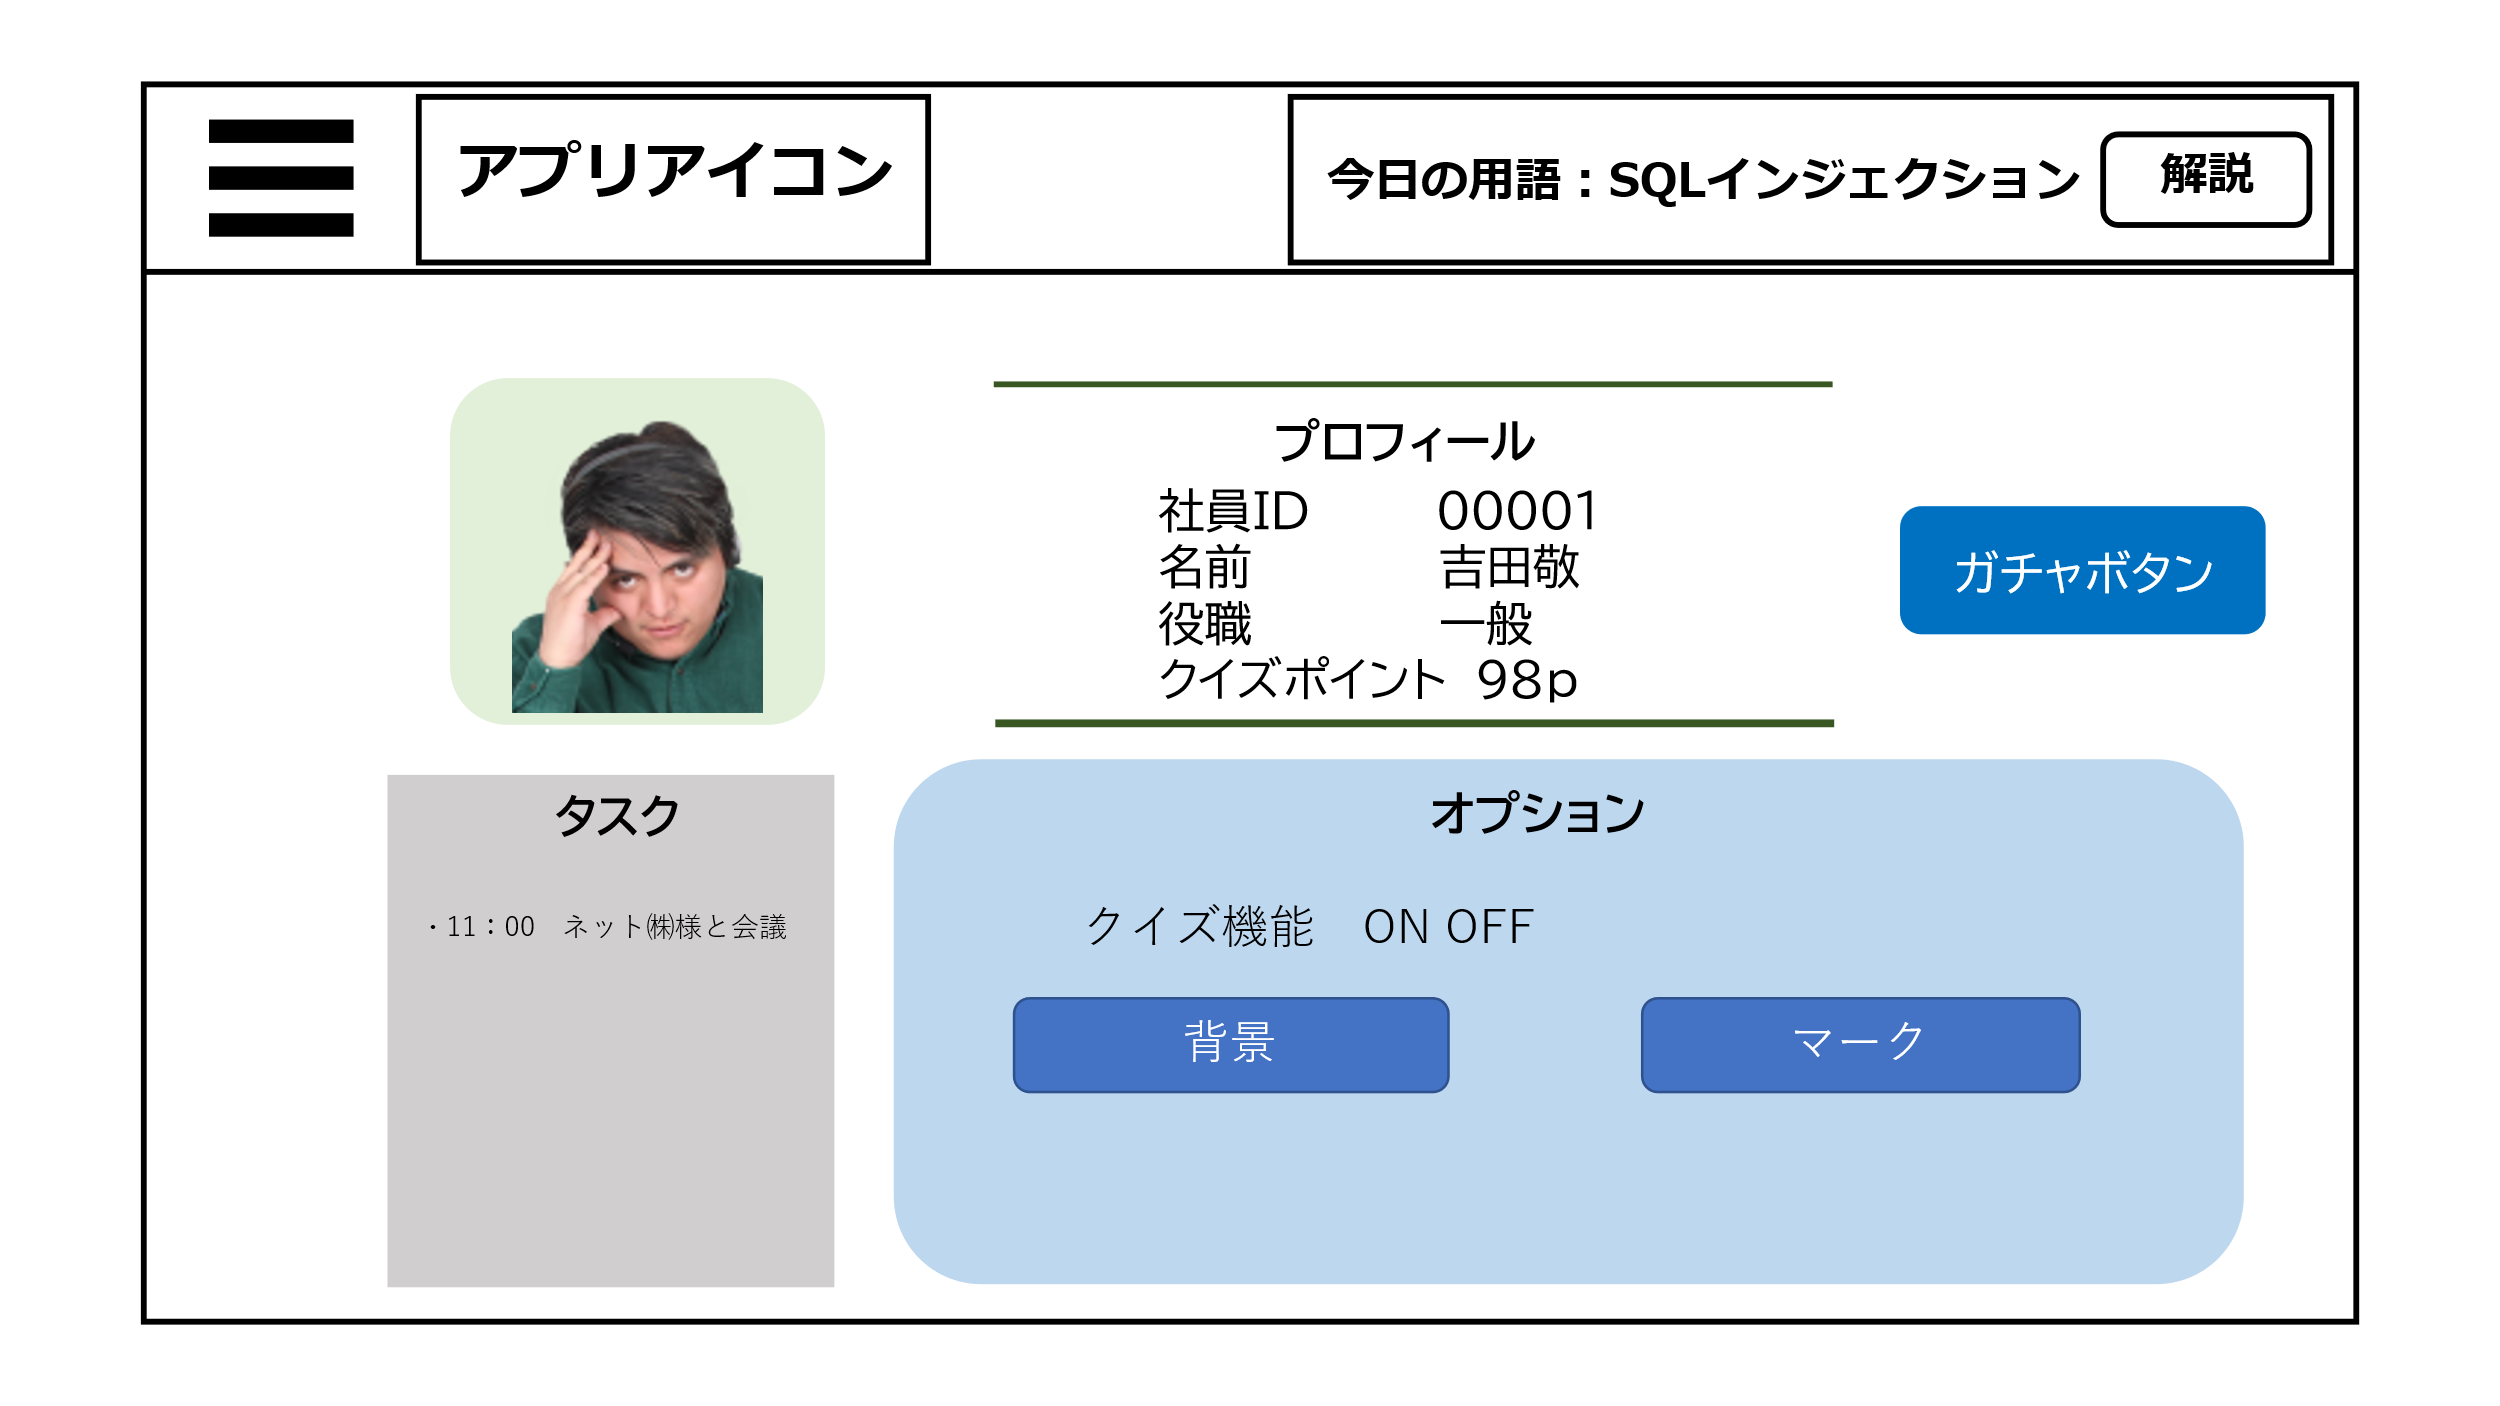 アプリアイコン
今日の用語：SQLインジェクション
解説
プロフィール
社員ID 00001
名前 吉田敬
役職 一般
クイズポイント 98p
ガチャボタン
タスク
・11：00　ネット㈱様と会議
オプション
クイズ機能　ON OFF
背景
マーク